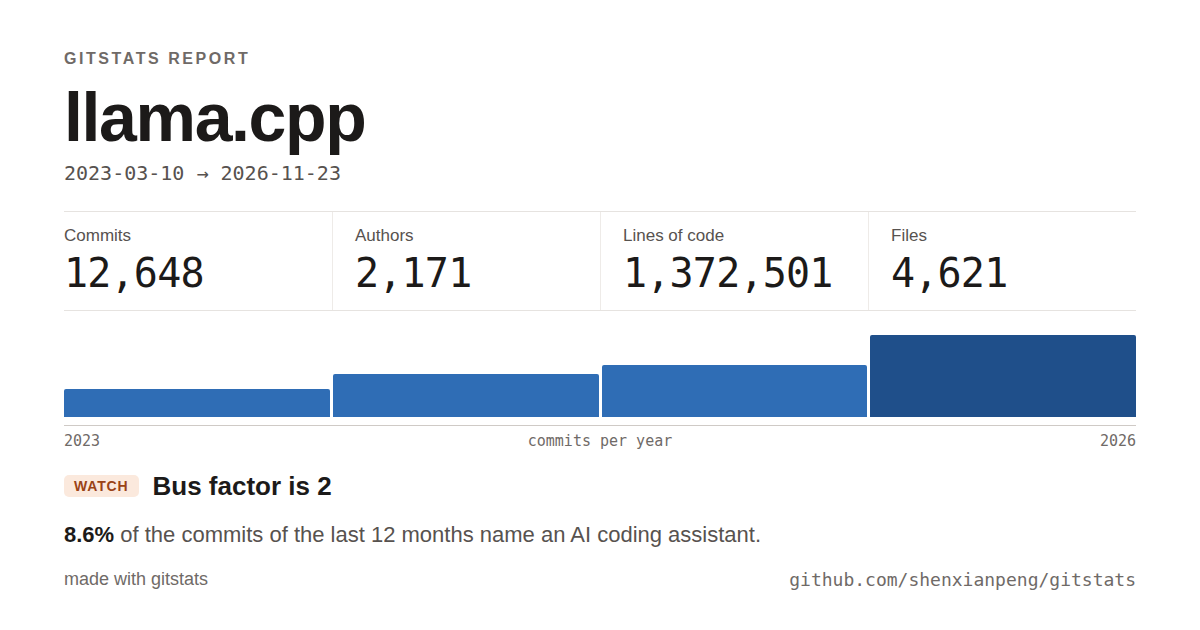 GITSTATS REPORT
llama.cpp
2023-03-10 → 2026-11-23
Commits
12,648
Authors
2,171
Lines of code
1,372,501
Files
4,621
2023
commits per year
2026
WATCH Bus factor is 2
8.6% of the commits of the last 12 months name an AI coding assistant.
made with gitstats
github.com/shenxianpeng/gitstats